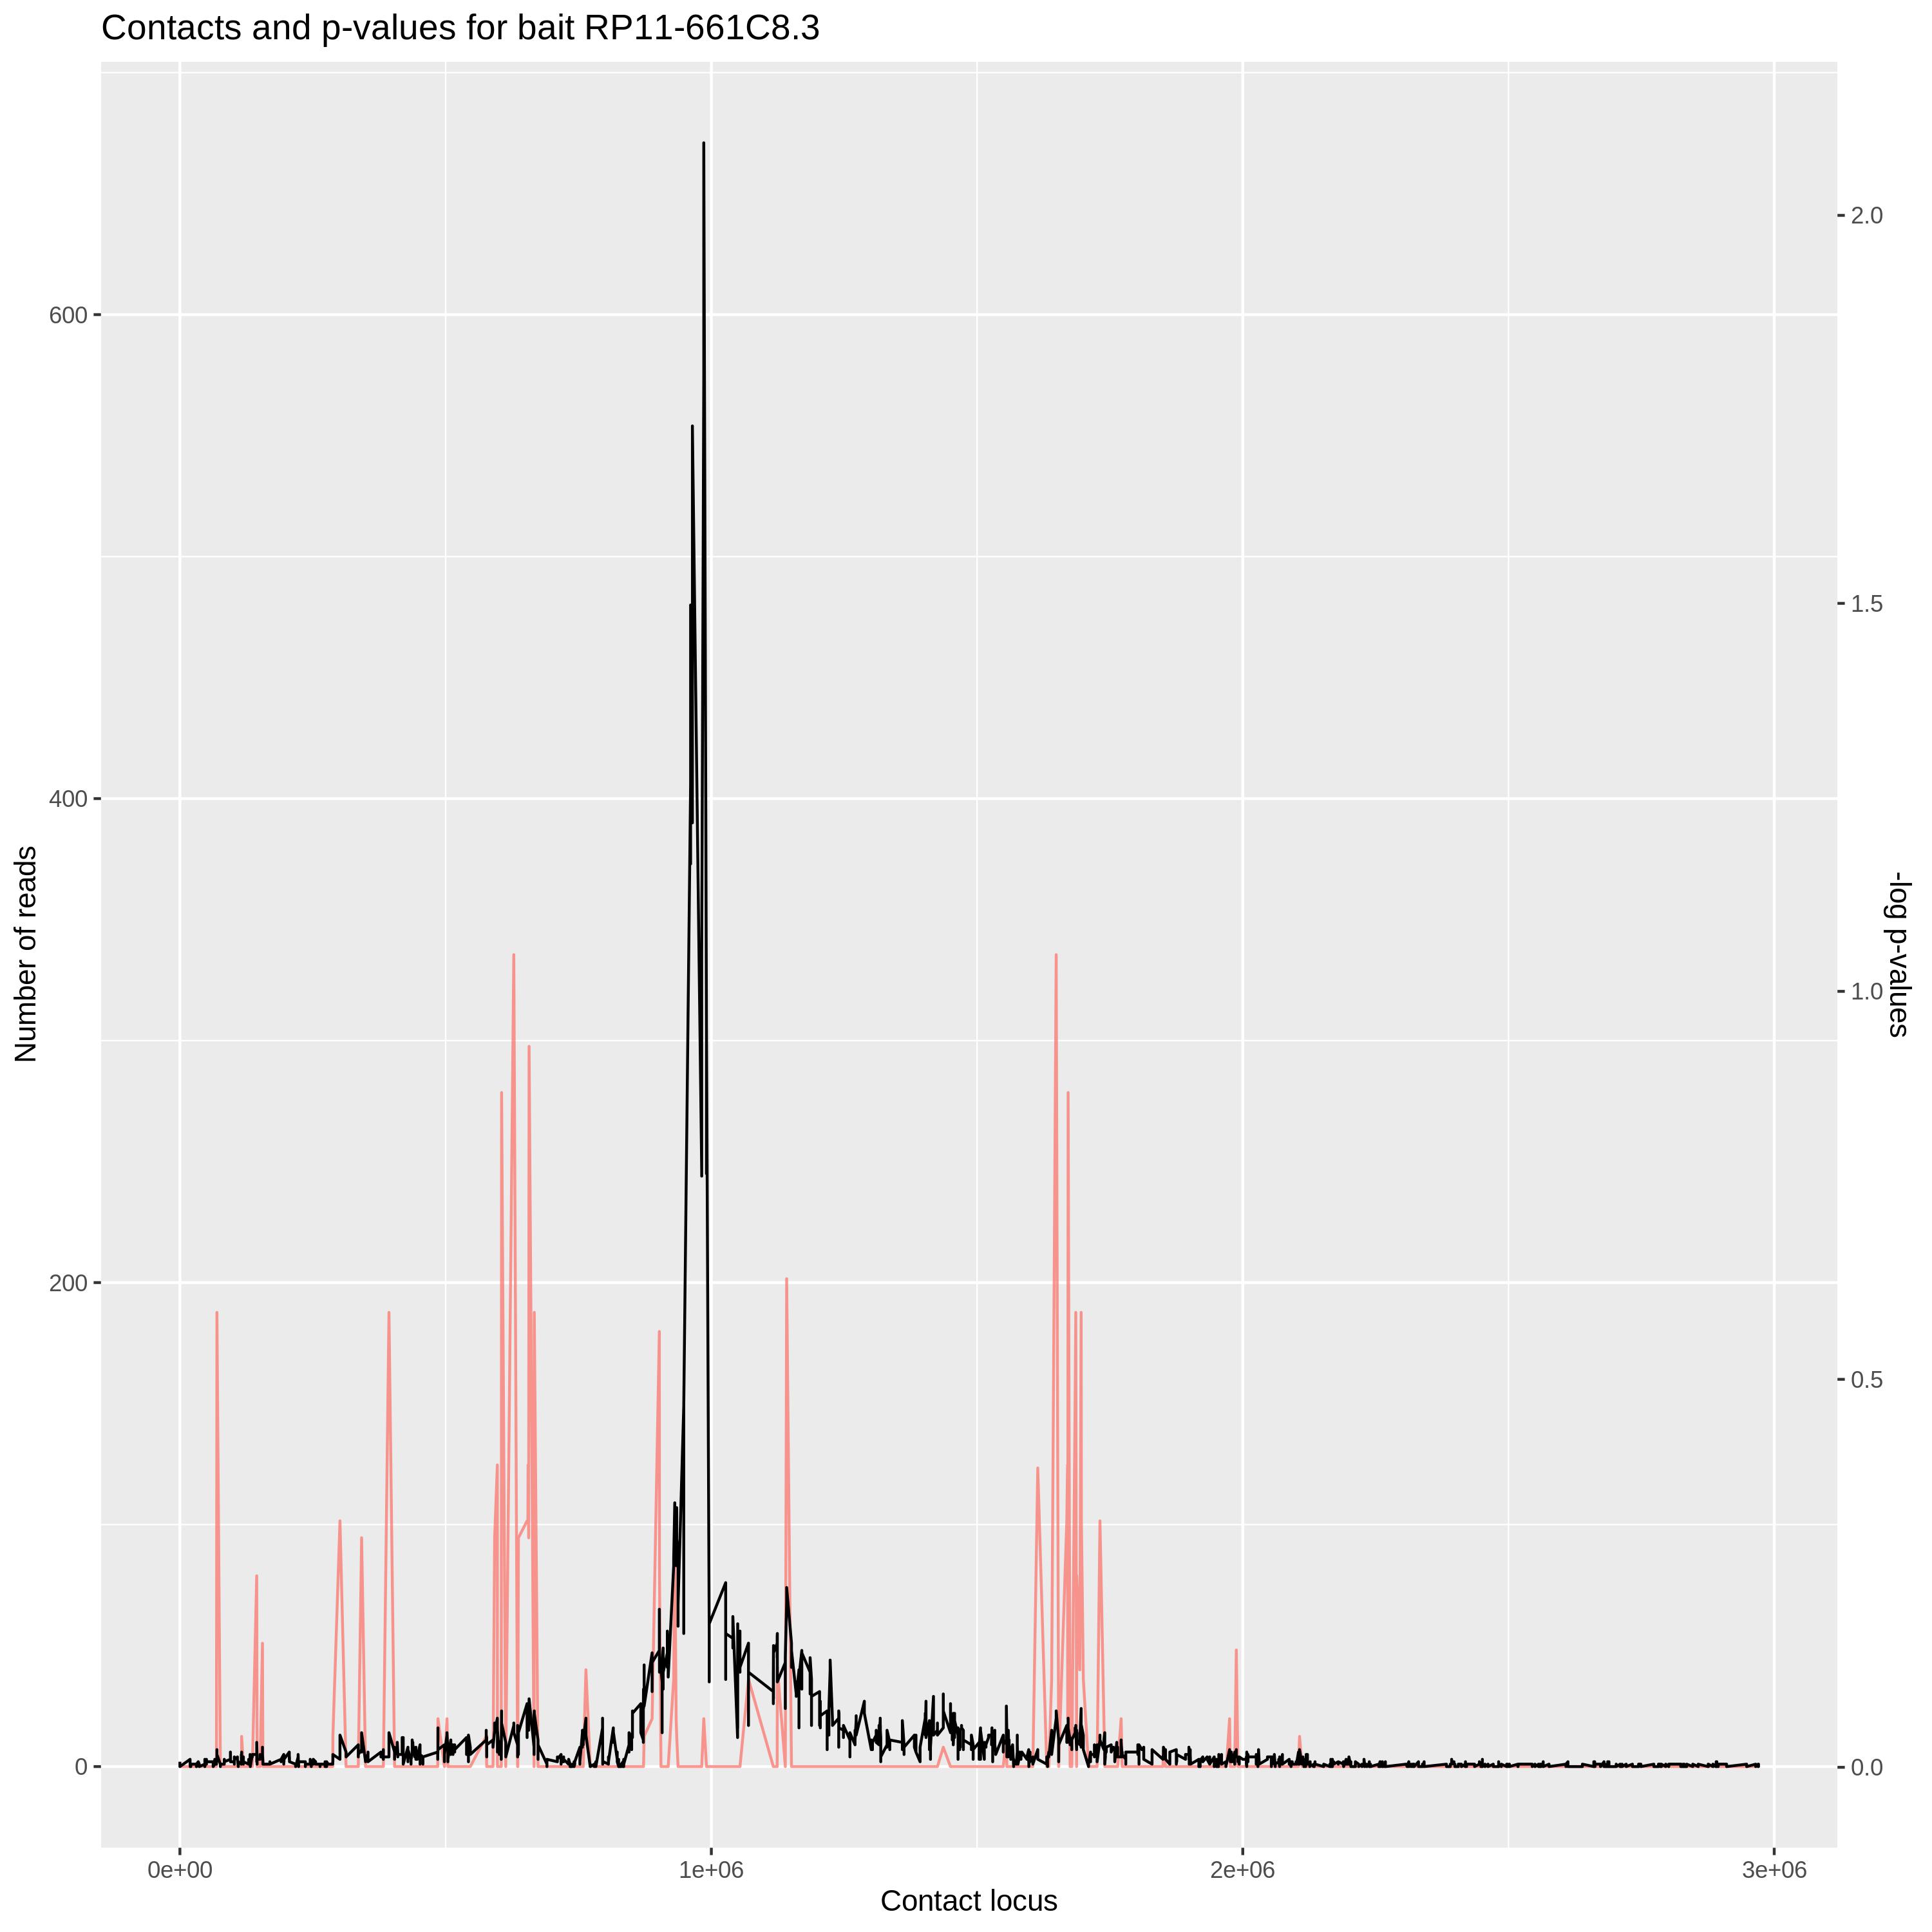 Contacts and p-values for bait RP11-661C8.3
Number of reads
600
400
200
0
2.0
1.5
1.0
0.5
0.0
-log p-values
0e+00
1e+06
2e+06
3e+06
Contact locus